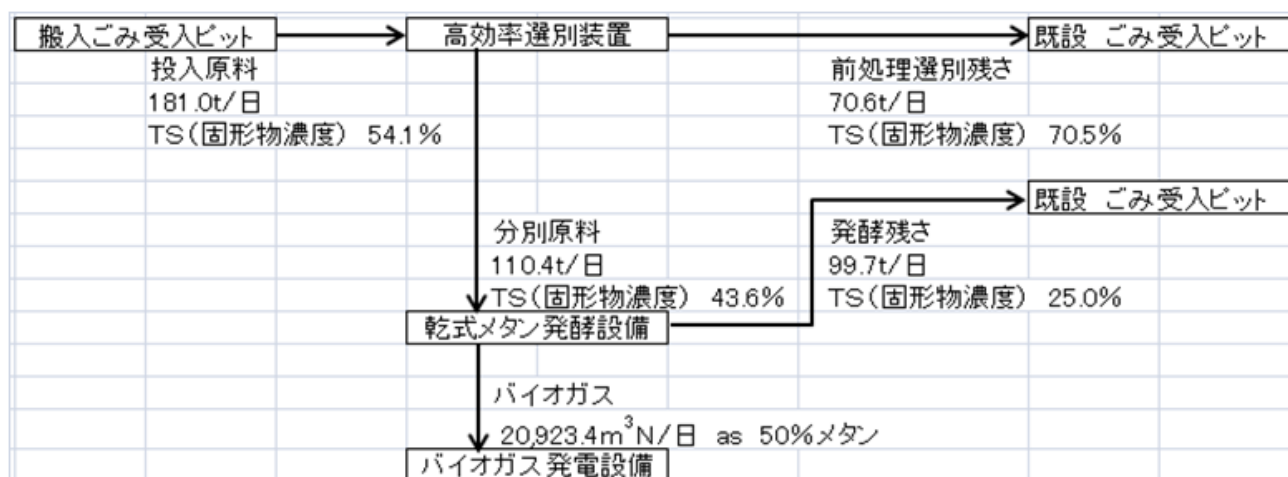 搬入ごみ受入ピット
高効率選別装置
既設 ごみ受入ピット
投入原料
181.0t/日
TS(固形物濃度) 54.1%
前処理選別残さ
70.6t/日
TS(固形物濃度) 70.5%
既設 ごみ受入ピット
分別原料
110.4t/日
TS(固形物濃度) 43.6%
発酵残さ
99.7t/日
TS(固形物濃度) 25.0%
乾式メタン発酵設備
バイオガス
20,923.4m³N/日 as 50%メタン
バイオガス発電設備